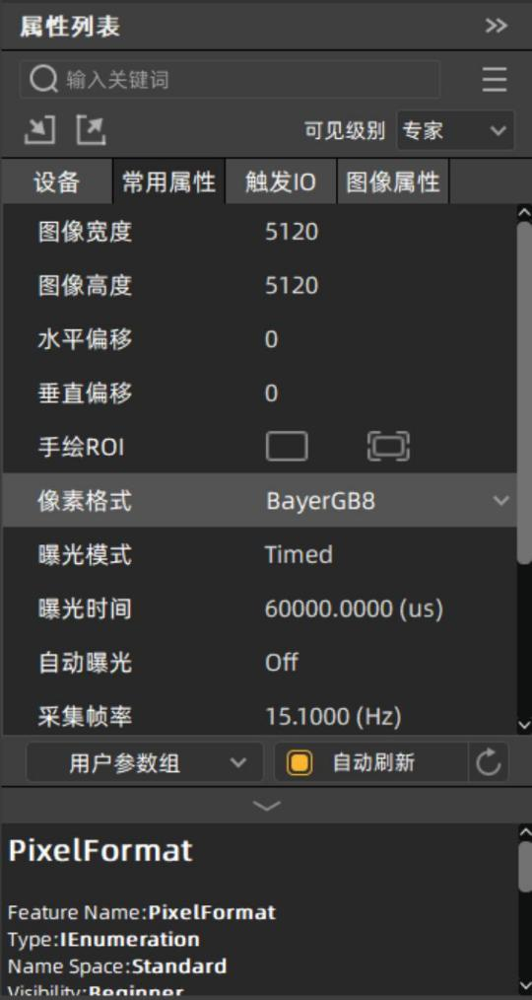 属性列表
输入关键词
可见级别 专家
设备 常用属性 触发IO 图像属性
图像宽度 5120
图像高度 5120
水平偏移 0
垂直偏移 0
手绘ROI
像素格式 BayerGB8
曝光模式 Timed
曝光时间 60000.0000 (us)
自动曝光 Off
采集帧率 15.1000 (Hz)
用户参数组 自动刷新
PixelFormat
Feature Name:PixelFormat
Type:IEnumeration
Name Space:Standard
Visibility:Beginner